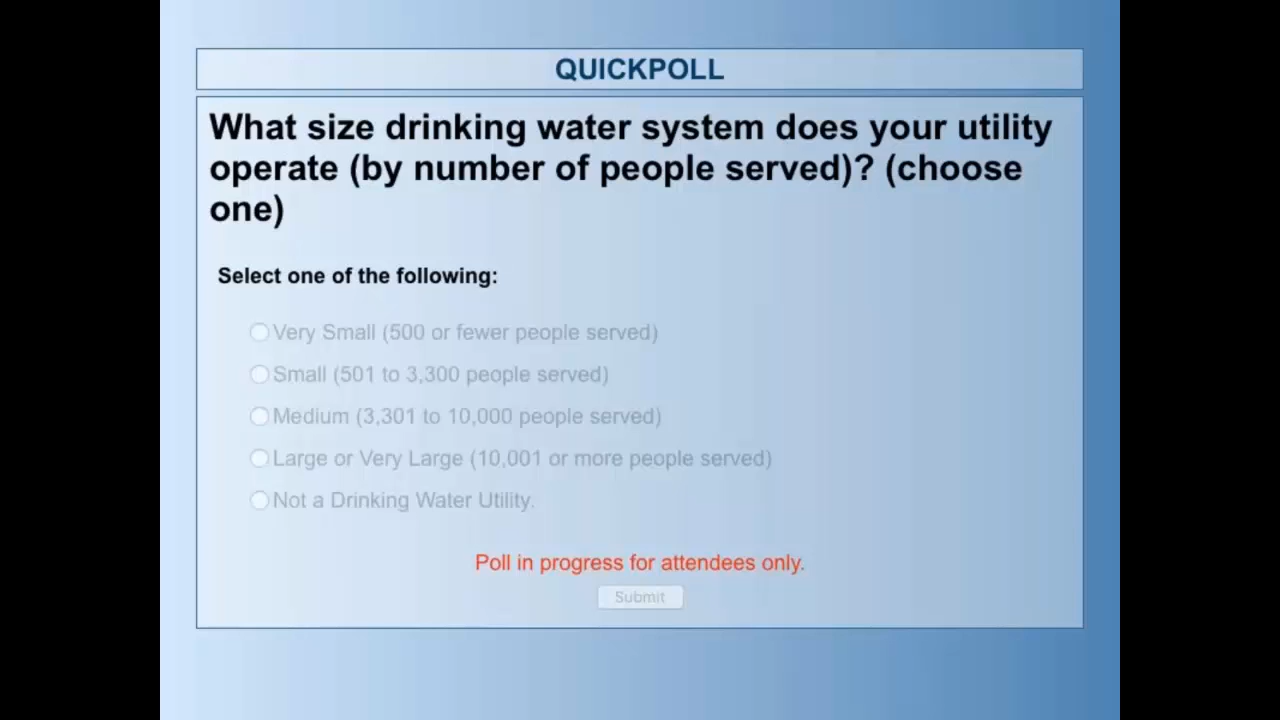 QUICKPOLL
What size drinking water system does your utility
operate (by number of people served)? (choose
one)
Select one of the following:
Very Small (500 or fewer people served)
Small (501 to 3,300 people served)
Medium (3,301 to 10,000 people served)
Large or Very Large (10,001 or more people served)
Not a Drinking Water Utility.
Poll in progress for attendees only.
Submit